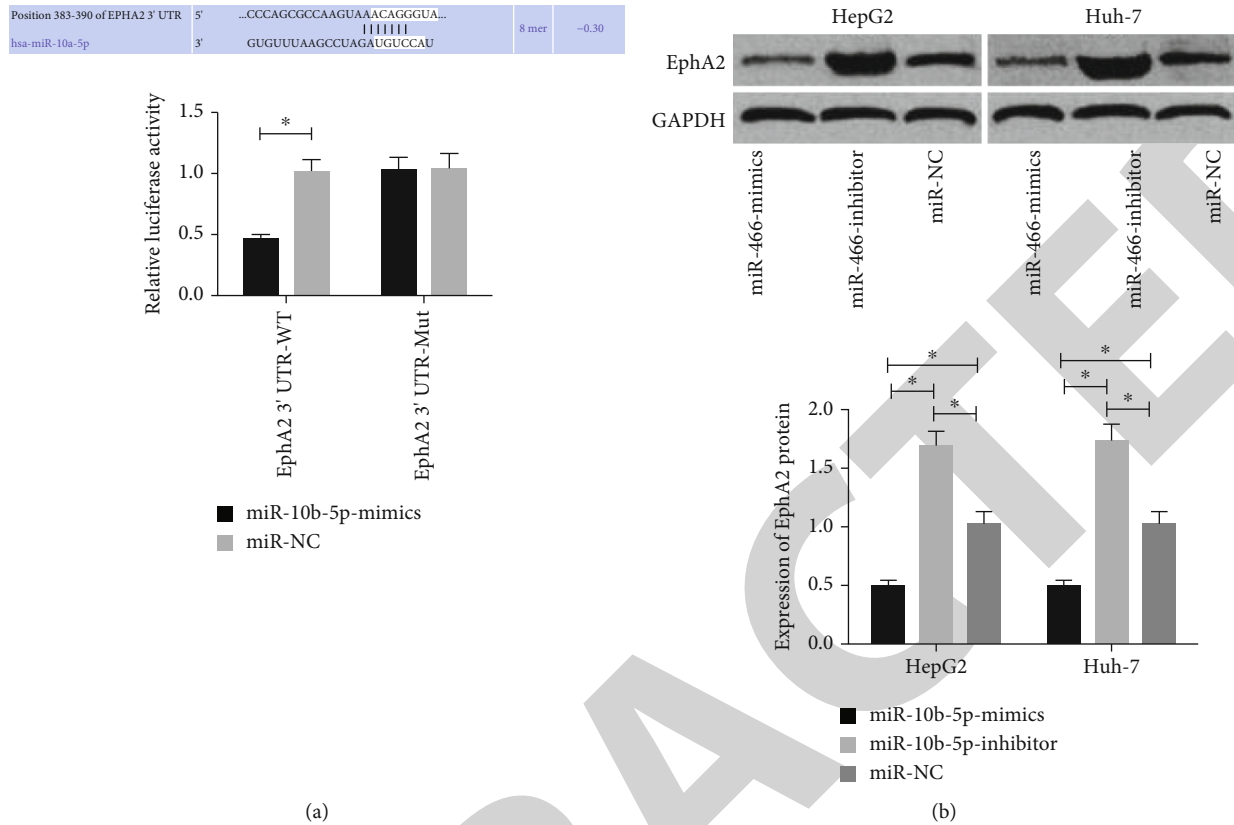 Position 383-390 of EPHA2 3' UTR 5' ...CCCAGCGCCAAGUAAACAGGGUA... 8 mer −0.30
hsa-miR-10a-5p 3' GUGUUUAAGCCUAGAUGUCCAU
Relative luciferase activity
1.5
1.0
0.5
0.0
*
EphA2 3' UTR-WT
EphA2 3' UTR-Mut
miR-10b-5p-mimics
miR-NC
(a)
HepG2 Huh-7
EphA2
GAPDH
miR-466-mimics
miR-466-inhibitor
miR-NC
miR-466-mimics
miR-466-inhibitor
miR-NC
Expression of EphA2 protein
2.0
1.5
1.0
0.5
0.0
* *
* *
* *
HepG2 Huh-7
miR-10b-5p-mimics
miR-10b-5p-inhibitor
miR-NC
(b)